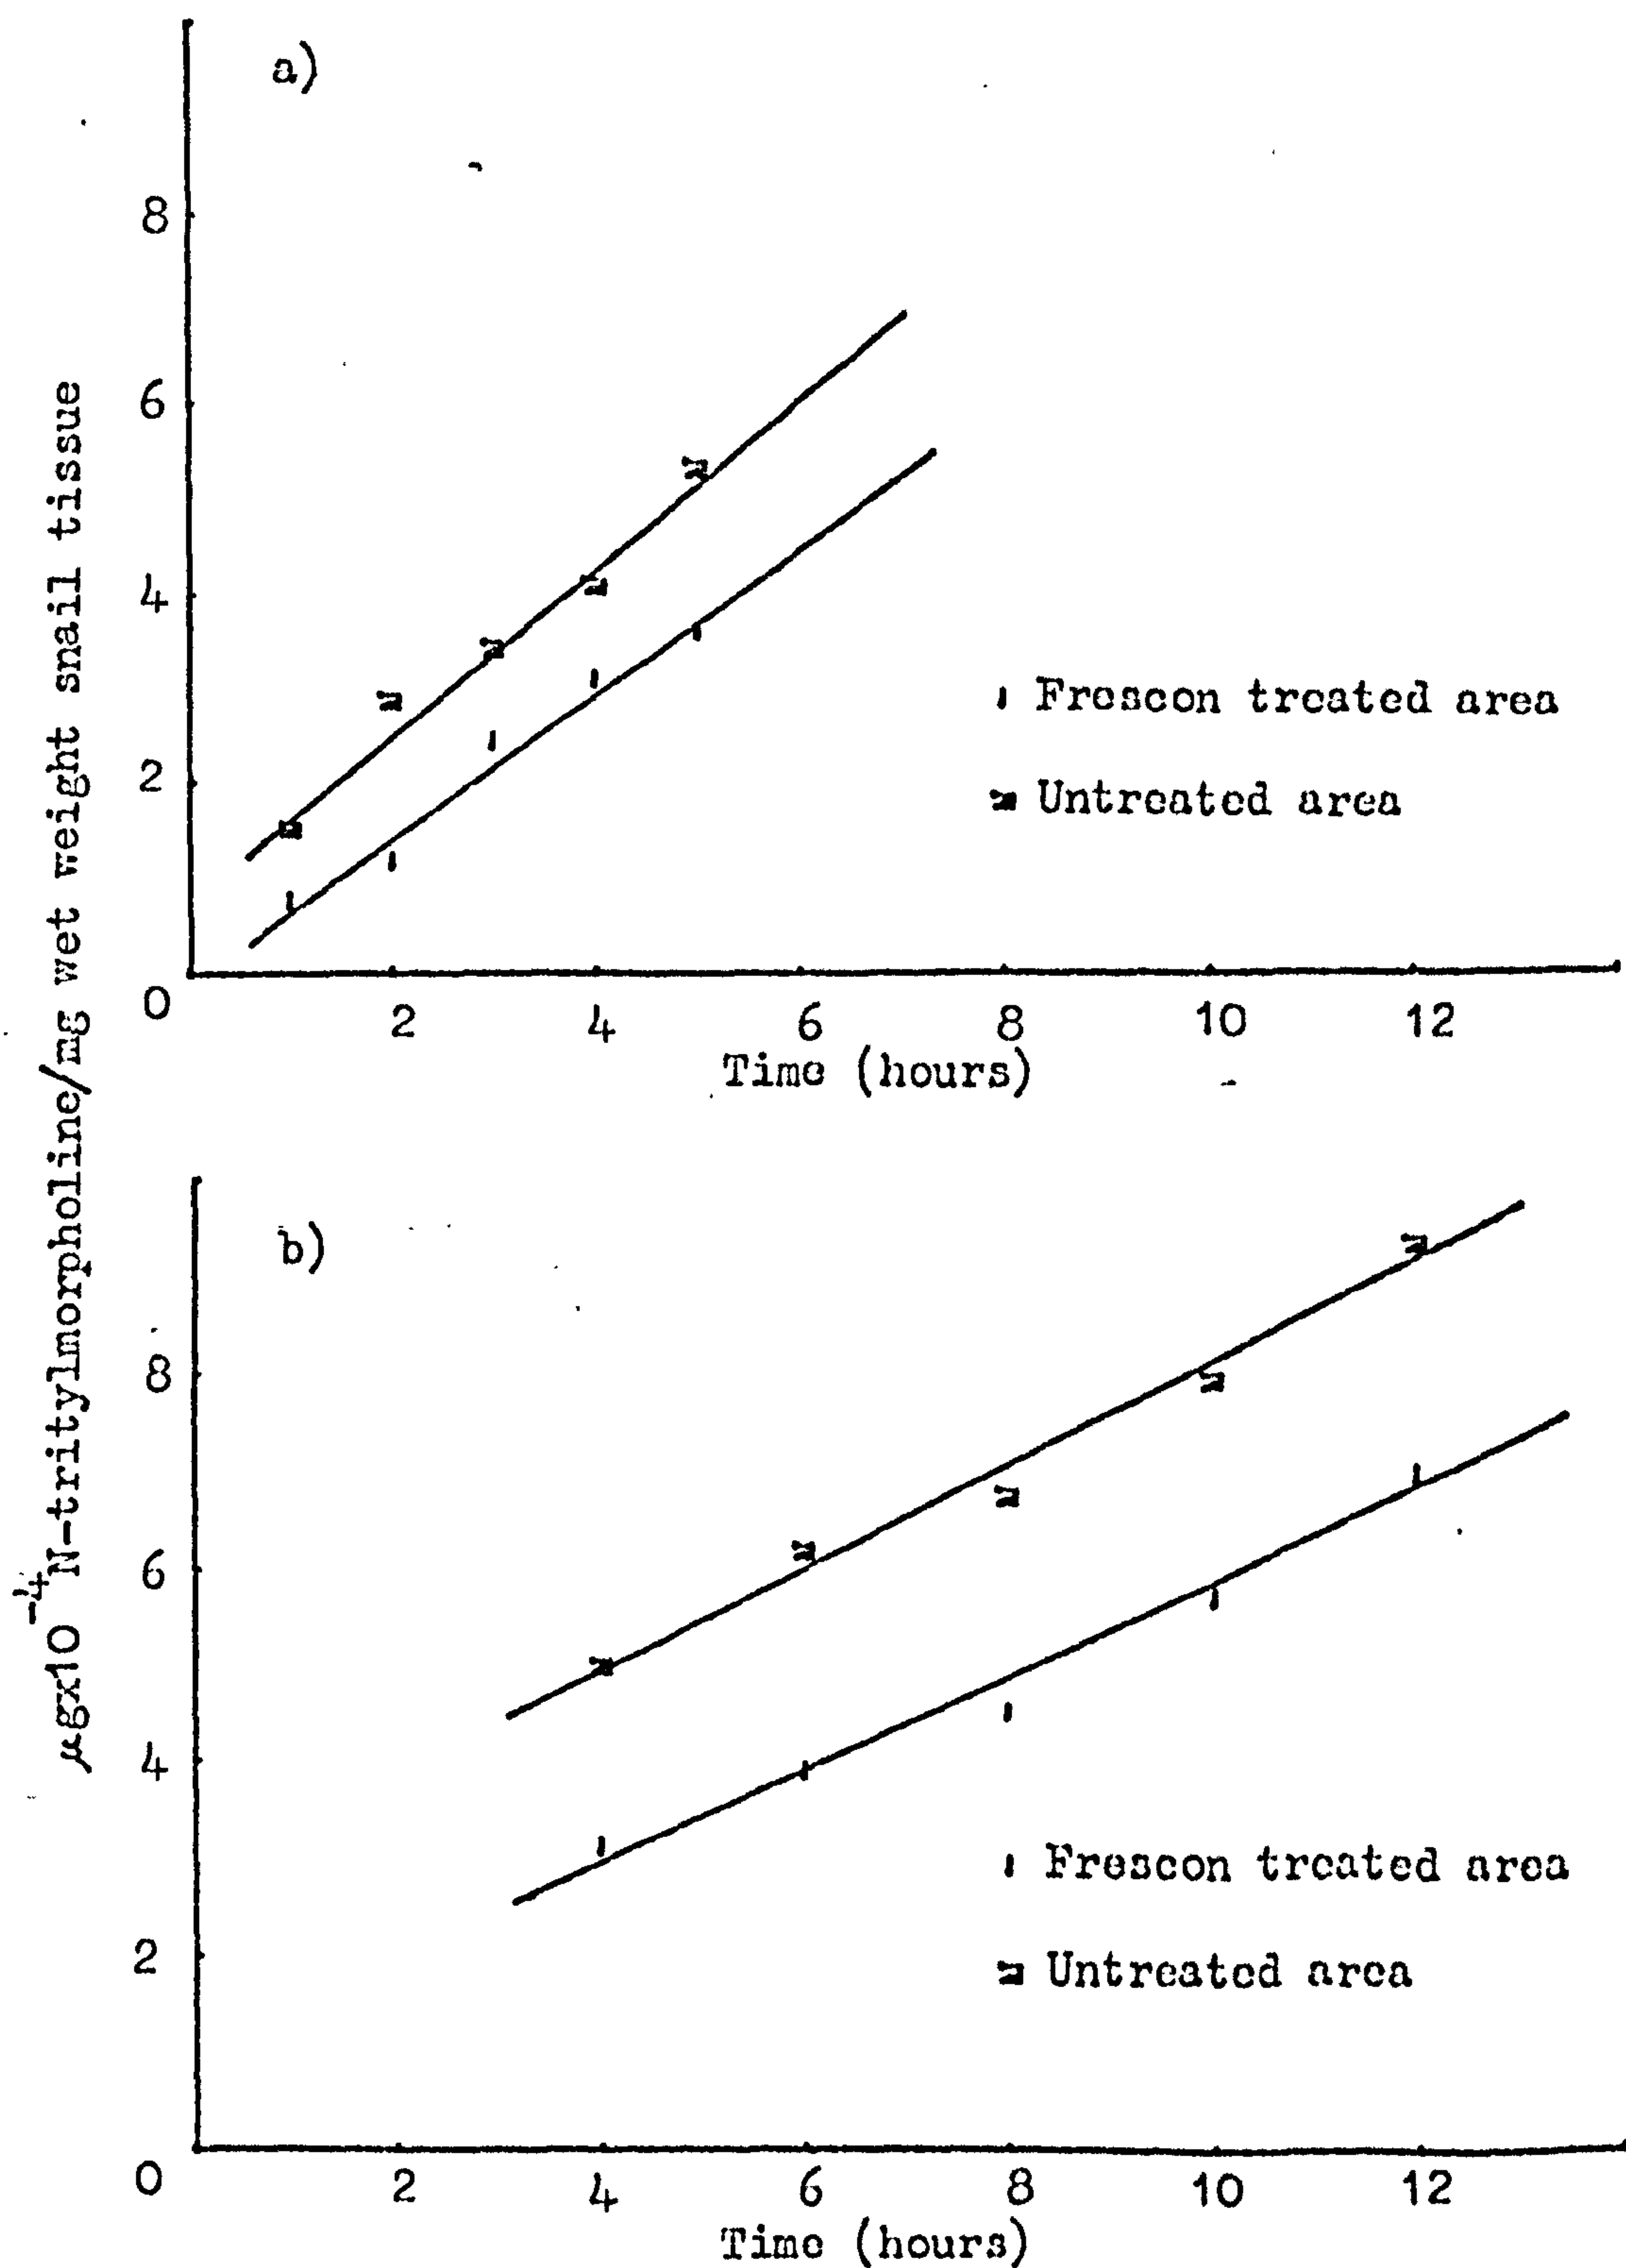 a)
8
6
4
2
0
2 4 6 8 10 12
Time (hours)
Frescon treated area
Untreated area
µgx10⁻⁴ N-tritylmorpholine/mg wet weight snail tissue
b)
8
6
4
2
0
2 4 6 8 10 12
Time (hours)
Frescon treated area
Untreated area